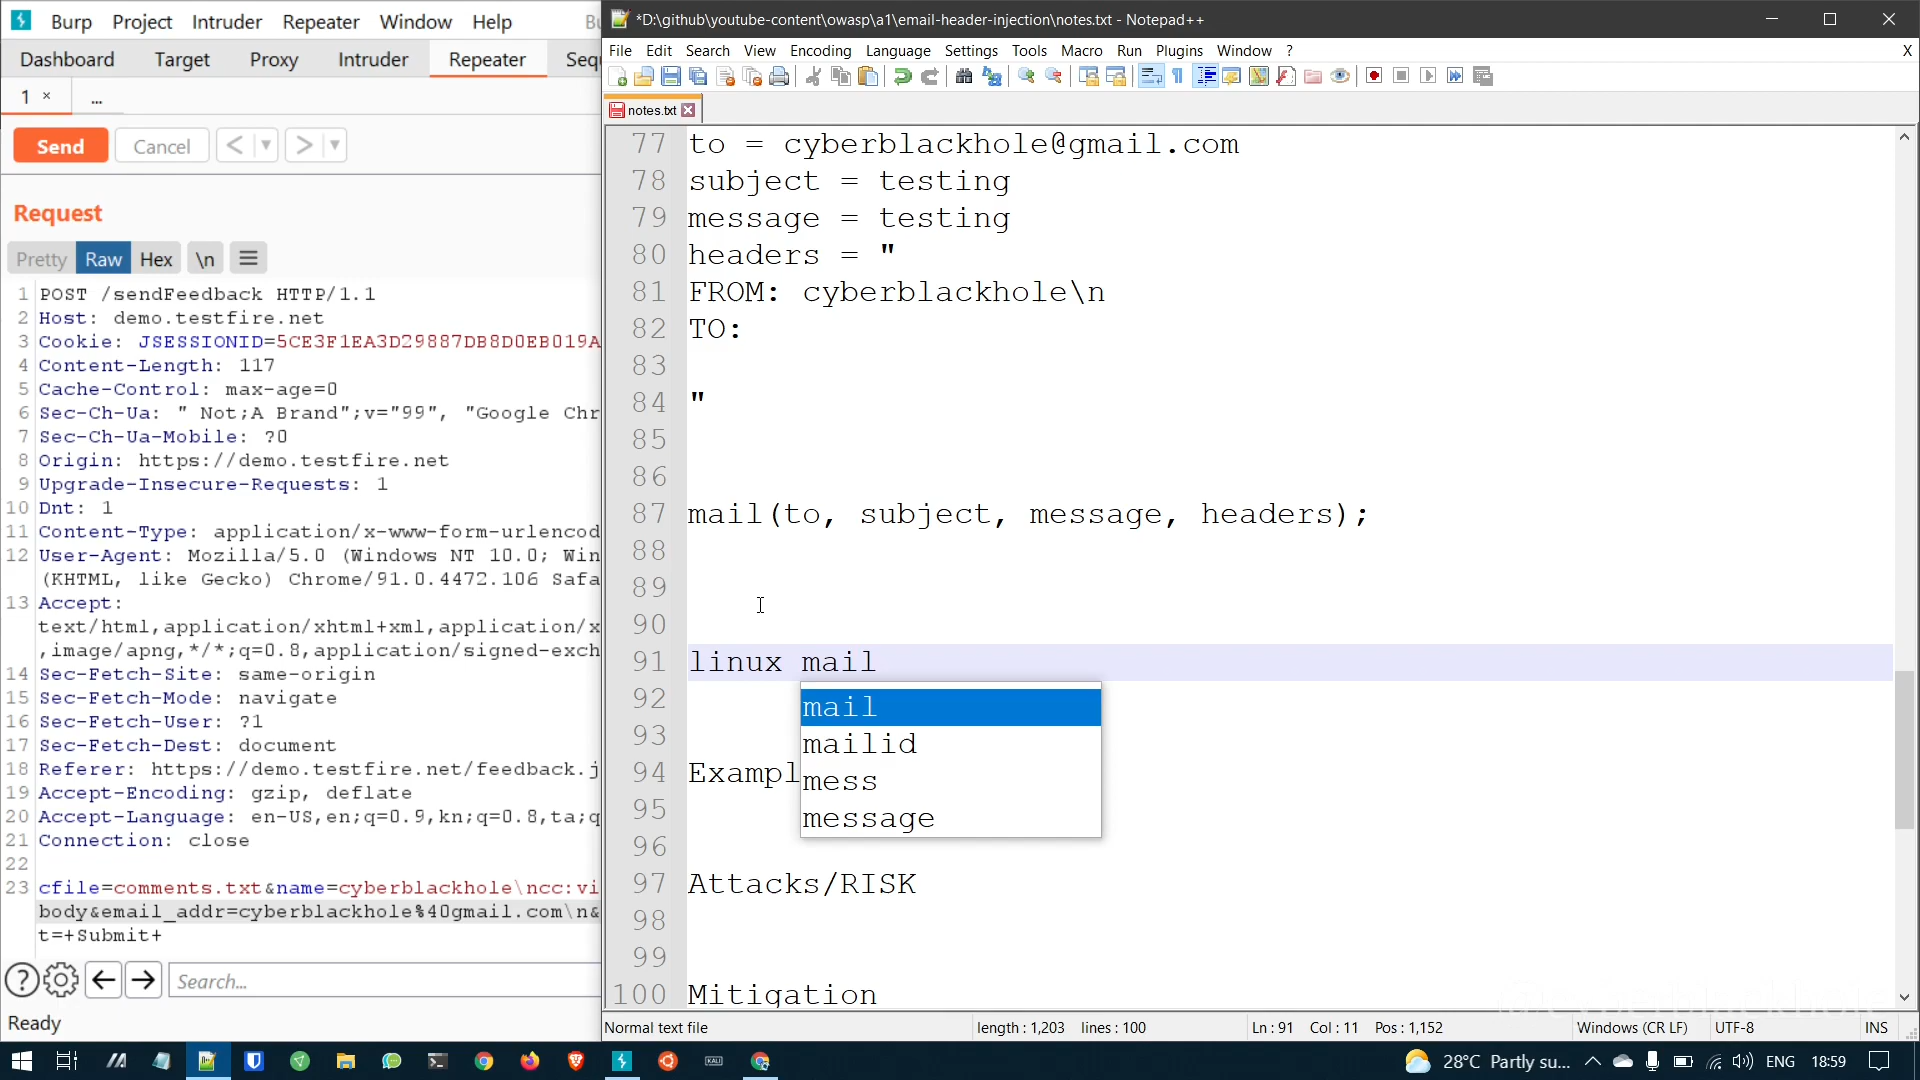 Burp Project Intruder Repeater Window Help
Dashboard Target Proxy Intruder Repeater
1 × ...
Send Cancel < >
Request
Pretty Raw Hex \n
1 POST /sendFeedback HTTP/1.1
2 Host: demo.testfire.net
3 Cookie: JSESSIONID=5CE3F1EA3D29887DB8D0EB019A
4 Content-Length: 117
5 Cache-Control: max-age=0
6 Sec-Ch-Ua: " Not;A Brand";v="99", "Google Chr
7 Sec-Ch-Ua-Mobile: ?0
8 Origin: https://demo.testfire.net
9 Upgrade-Insecure-Requests: 1
10 Dnt: 1
11 Content-Type: application/x-www-form-urlencod
12 User-Agent: Mozilla/5.0 (Windows NT 10.0; Win
(KHTML, like Gecko) Chrome/91.0.4472.106 Safa
13 Accept:
text/html,application/xhtml+xml,application/x
,image/apng,*/*;q=0.8,application/signed-exch
14 Sec-Fetch-Site: same-origin
15 Sec-Fetch-Mode: navigate
16 Sec-Fetch-User: ?1
17 Sec-Fetch-Dest: document
18 Referer: https://demo.testfire.net/feedback.j
19 Accept-Encoding: gzip, deflate
20 Accept-Language: en-US,en;q=0.9,kn;q=0.8,ta;q
21 Connection: close
22
23 cfile=comments.txt&name=cyberblackhole\ncc:vi
body&email_addr=cyberblackhole%40gmail.com\n&
t=+Submit+
Search...
Ready
*D:\github\youtube-content\owasp\a1\email-header-injection\notes.txt - Notepad++
File Edit Search View Encoding Language Settings Tools Macro Run Plugins Window ? X
notes.txt
77 to = cyberblackhole@gmail.com
78 subject = testing
79 message = testing
80 headers = "
81 FROM: cyberblackhole\n
82 TO:
83
84 "
85
86
87 mail(to, subject, message, headers);
88
89
90
91 linux mail
92
93
94 Exampl
95
96
97 Attacks/RISK
98
99
100 Mitigation
mail
mailid
mess
message
Normal text file length : 1,203 lines : 100 Ln : 91 Col : 11 Pos : 1,152 Windows (CR LF) UTF-8 INS
28°C Partly su... ENG 18:59